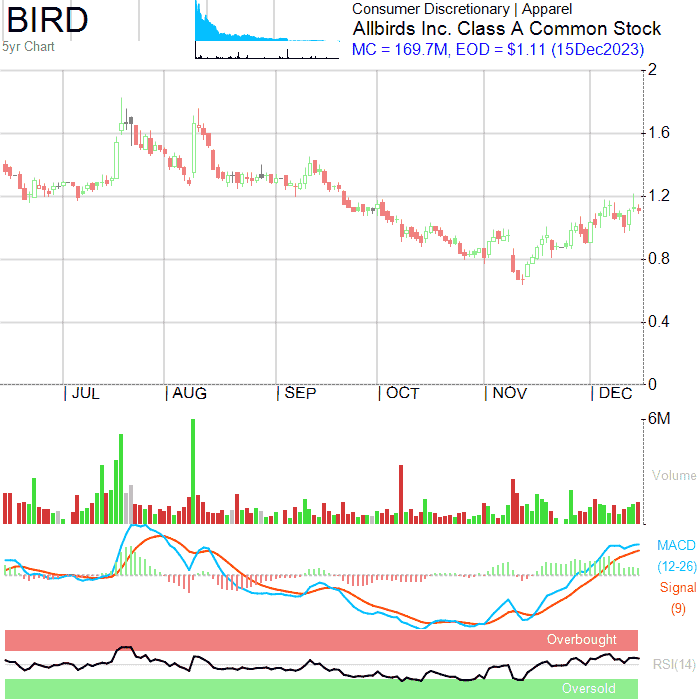 BIRD
5yr Chart
Consumer Discretionary | Apparel
Allbirds Inc. Class A Common Stock
MC = 169.7M, EOD = $1.11 (15Dec2023)
2
1.6
1.2
0.8
0.4
0
| JUL | AUG | SEP | OCT | NOV | DEC
6M
Volume
MACD
(12-26)
Signal
(9)
Overbought
RSI(14)
Oversold